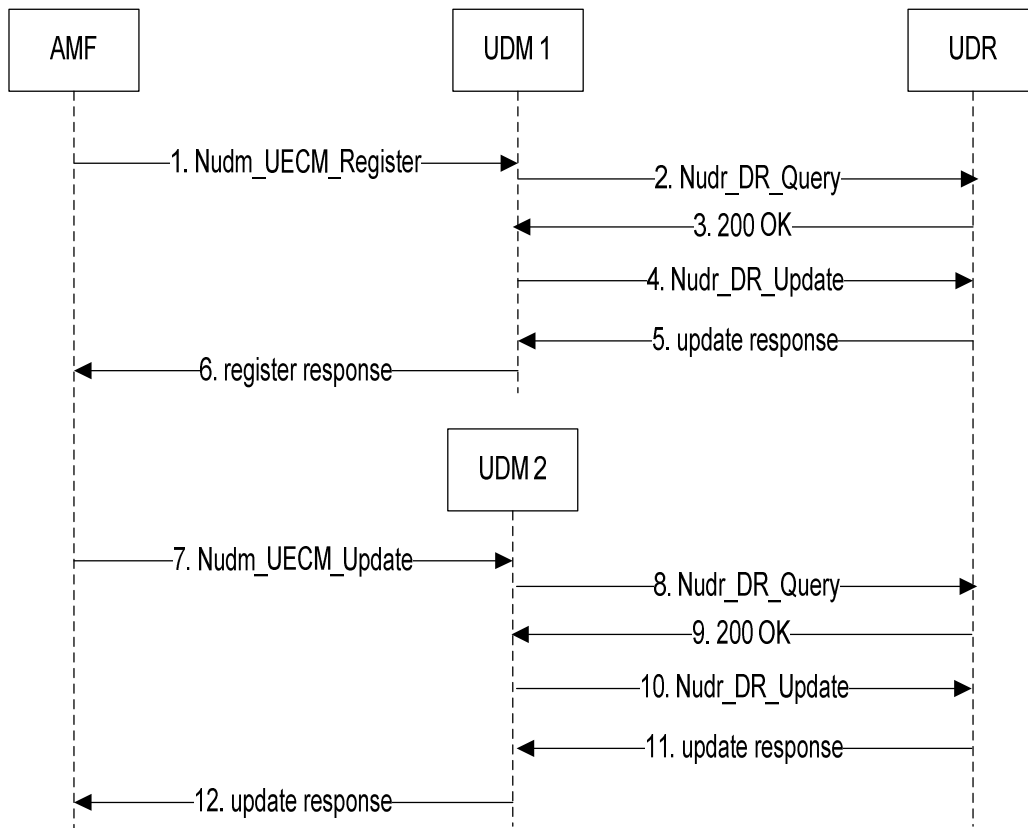 AMF
UDM 1
UDR
1. Nudm_UECM_Register
2. Nudr_DR_Query
3. 200 OK
4. Nudr_DR_Update
5. update response
6. register response
UDM 2
7. Nudm_UECM_Update
8. Nudr_DR_Query
9. 200 OK
10. Nudr_DR_Update
11. update response
12. update response